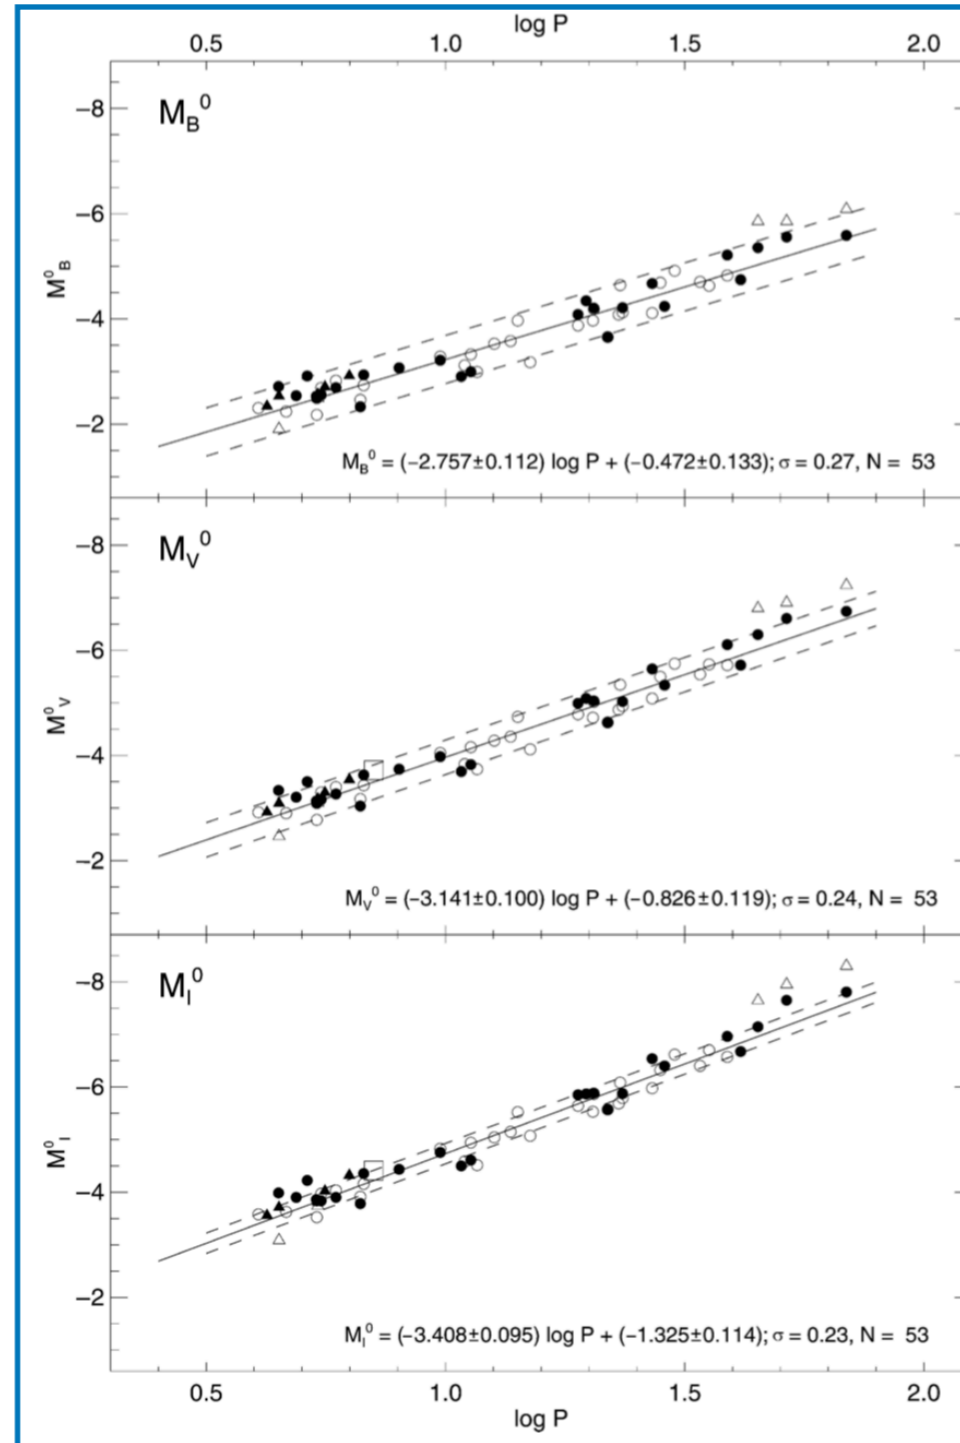 log P
0.5 1.0 1.5 2.0
M_B^0
−8
−6
−4
−2
M^0_B
M_B^0 = (−2.757±0.112) log P + (−0.472±0.133); σ = 0.27, N = 53
M_V^0
−8
−6
−4
−2
M^0_V
M_V^0 = (−3.141±0.100) log P + (−0.826±0.119); σ = 0.24, N = 53
M_I^0
−8
−6
−4
−2
M^0_I
M_I^0 = (−3.408±0.095) log P + (−1.325±0.114); σ = 0.23, N = 53
0.5 1.0 1.5 2.0
log P